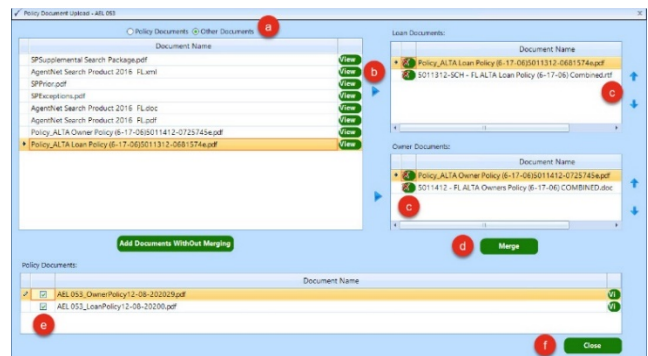 Policy Document Upload - AEL 053
Policy Documents Other Documents
a
Document Name
SPSupplemental Search Package.pdf View
AgentNet Search Product 2016 FL.xml View
SPPrior.pdf View
SPExceptions.pdf View
AgentNet Search Product 2016 FL.doc View
AgentNet Search Product 2016 FL.pdf View
Policy_ALTA Owner Policy (6-17-06)5011412-0725745e.pdf View
Policy_ALTA Loan Policy (6-17-06)5011312-0681574e.pdf View
b
Add Documents WithOut Merging
Loan Documents:
Document Name
Policy_ALTA Loan Policy (6-17-06)5011312-0681574e.pdf
5011312-SCH - FL ALTA Loan Policy (6-17-06) Combined.rtf
c
Owner Documents:
Document Name
Policy_ALTA Owner Policy (6-17-06)5011412-0725745e.pdf
5011412 - FL ALTA Owners Policy (6-17-06) COMBINED.doc
c
d
Merge
Policy Documents:
Document Name
AEL 053_OwnerPolicy12-08-202029.pdf Vi
AEL 053_LoanPolicy12-08-20200.pdf Vi
e
f
Close